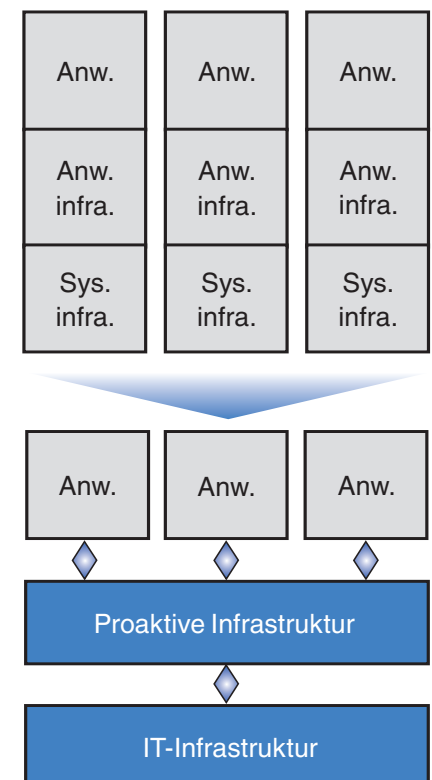 Anw. Anw. Anw.
Anw. Anw. Anw.
infra. infra. infra.
Sys. Sys. Sys.
infra. infra. infra.
Anw. Anw. Anw.
Proaktive Infrastruktur
IT-Infrastruktur